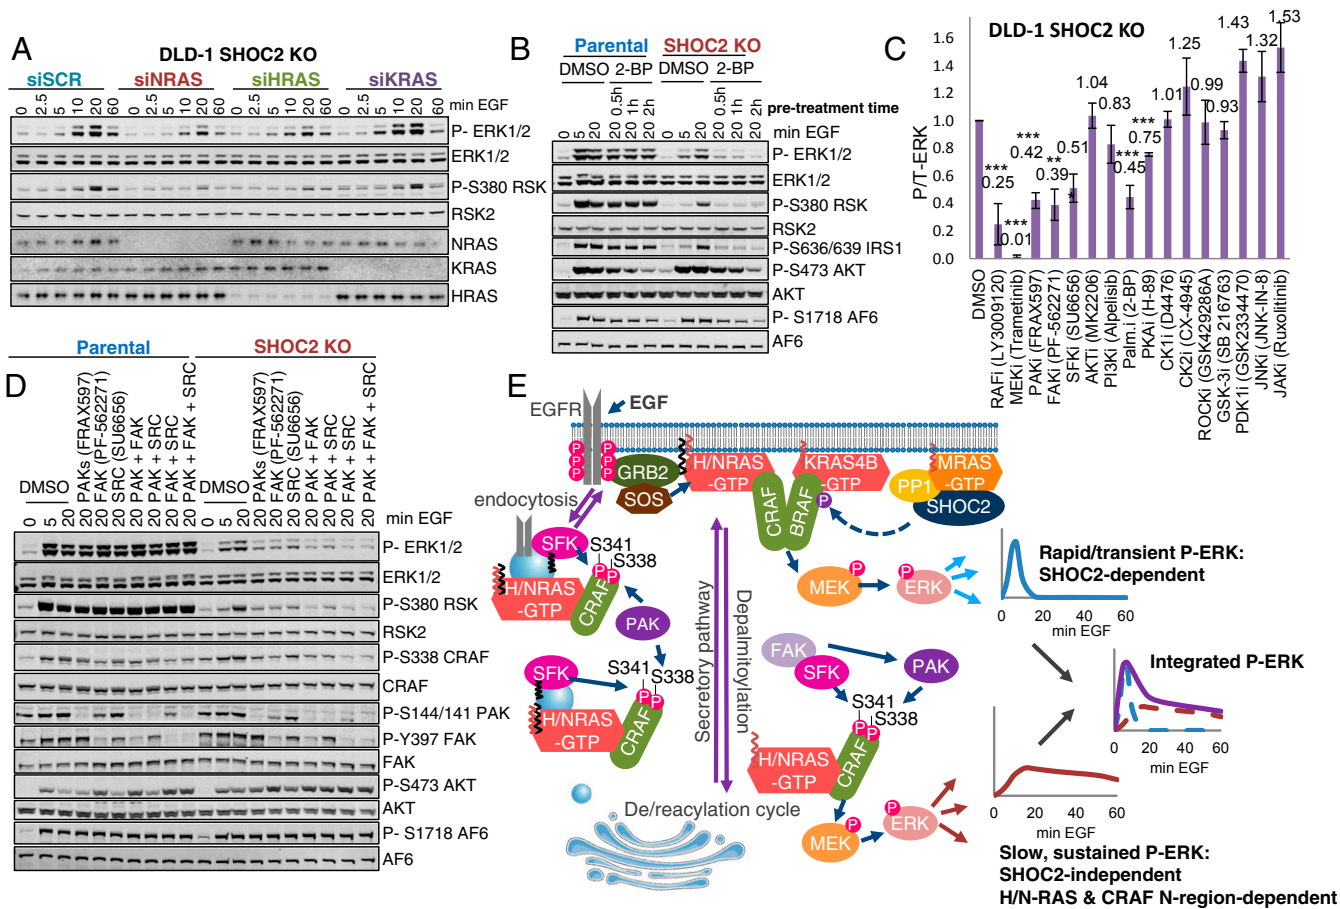 A
DLD-1 SHOC2 KO
siSCR siNRAS siHRAS siKRAS
0 2.5 5 10 20 60 0 2.5 5 10 20 60 0 2.5 5 10 20 60 0 2.5 5 10 20 60 min EGF
P- ERK1/2
ERK1/2
P-S380 RSK
RSK2
NRAS
KRAS
HRAS
B
Parental SHOC2 KO
DMSO 2-BP DMSO 2-BP
0.5h 1h 2h 0.5h 1h 2h pre-treatment time
0 5 20 20 20 20 0 5 20 20 20 20 min EGF
P- ERK1/2
ERK1/2
P-S380 RSK
RSK2
P-S636/639 IRS1
P-S473 AKT
AKT
P- S1718 AF6
AF6
C
DLD-1 SHOC2 KO
P/T-ERK
1.6
1.4
1.2
1.0
0.8
0.6
0.4
0.2
0.0
*** 0.25
*** 0.01
*** 0.42
** 0.39
0.51
*
1.04
0.83
*** 0.45
*** 0.75
1.01
1.25
0.99
0.93
1.43
1.32
1.53
DMSO
RAFi (LY3009120)
MEKi (Trametinib)
PAKi (FRAX597)
FAKi (PF-562271)
SFKi (SU6656)
AKTi (MK2206)
PI3Ki (Alpelisib)
Palm.i (2-BP)
PKAi (H-89)
CK1i (D4476)
CK2i (CX-4945)
ROCKi (GSK429286A)
GSK-3i (SB 216763)
PDK1i (GSK2334470)
JNKi (JNK-IN-8)
JAKi (Ruxolitinib)
D
Parental SHOC2 KO
DMSO PAKs (FRAX597) FAK (PF-562271) SRC (SU6656) PAK + FAK PAK + SRC FAK + SRC PAK + FAK + SRC DMSO PAKs (FRAX597) FAK (PF-562271) SRC (SU6656) PAK + FAK PAK + SRC FAK + SRC PAK + FAK + SRC
0 5 20 20 20 20 20 20 20 20 0 5 20 20 20 20 20 20 20 20 min EGF
P- ERK1/2
ERK1/2
P-S380 RSK
RSK2
P-S338 CRAF
CRAF
P-S144/141 PAK
P-Y397 FAK
FAK
P-S473 AKT
AKT
P- S1718 AF6
AF6
E
EGFR
EGF
P
P
P
P
P
P
GRB2
SOS
H/NRAS
-GTP
KRAS4B
-GTP
MRAS
-GTP
PP1
SHOC2
CRAF
BRAF
P
endocytosis
SFK
S341
S338
P
P
H/NRAS
-GTP
CRAF
PAK
SFK
S341
S338
P
P
H/NRAS
-GTP
CRAF
Secretory pathway
Depalmitoylation
De/reacylation cycle
MEK
P
ERK
P
FAK
SFK
PAK
S341
S338
P
P
H/NRAS
-GTP
CRAF
MEK
P
ERK
P
Rapid/transient P-ERK:
SHOC2-dependent
0 20 40 60
min EGF
Integrated P-ERK
0 20 40 60
min EGF
0 20 40 60
min EGF
Slow, sustained P-ERK:
SHOC2-independent
H/N-RAS & CRAF N-region-dependent